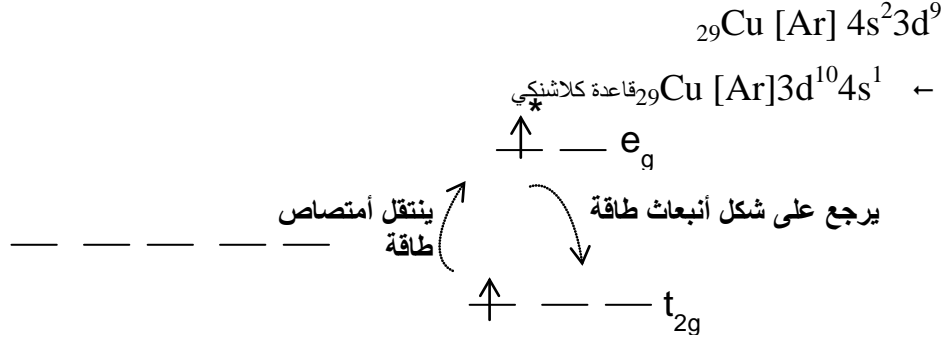 ₂₉Cu [Ar] 4s²3d⁹
← ₂₉Cu [Ar]3d¹⁰4s¹ قاعدة كلاشنكي
*
e_g
يرجع على شكل أنبعاث طاقة
ينتقل أمتصاص
طاقة
t_2g